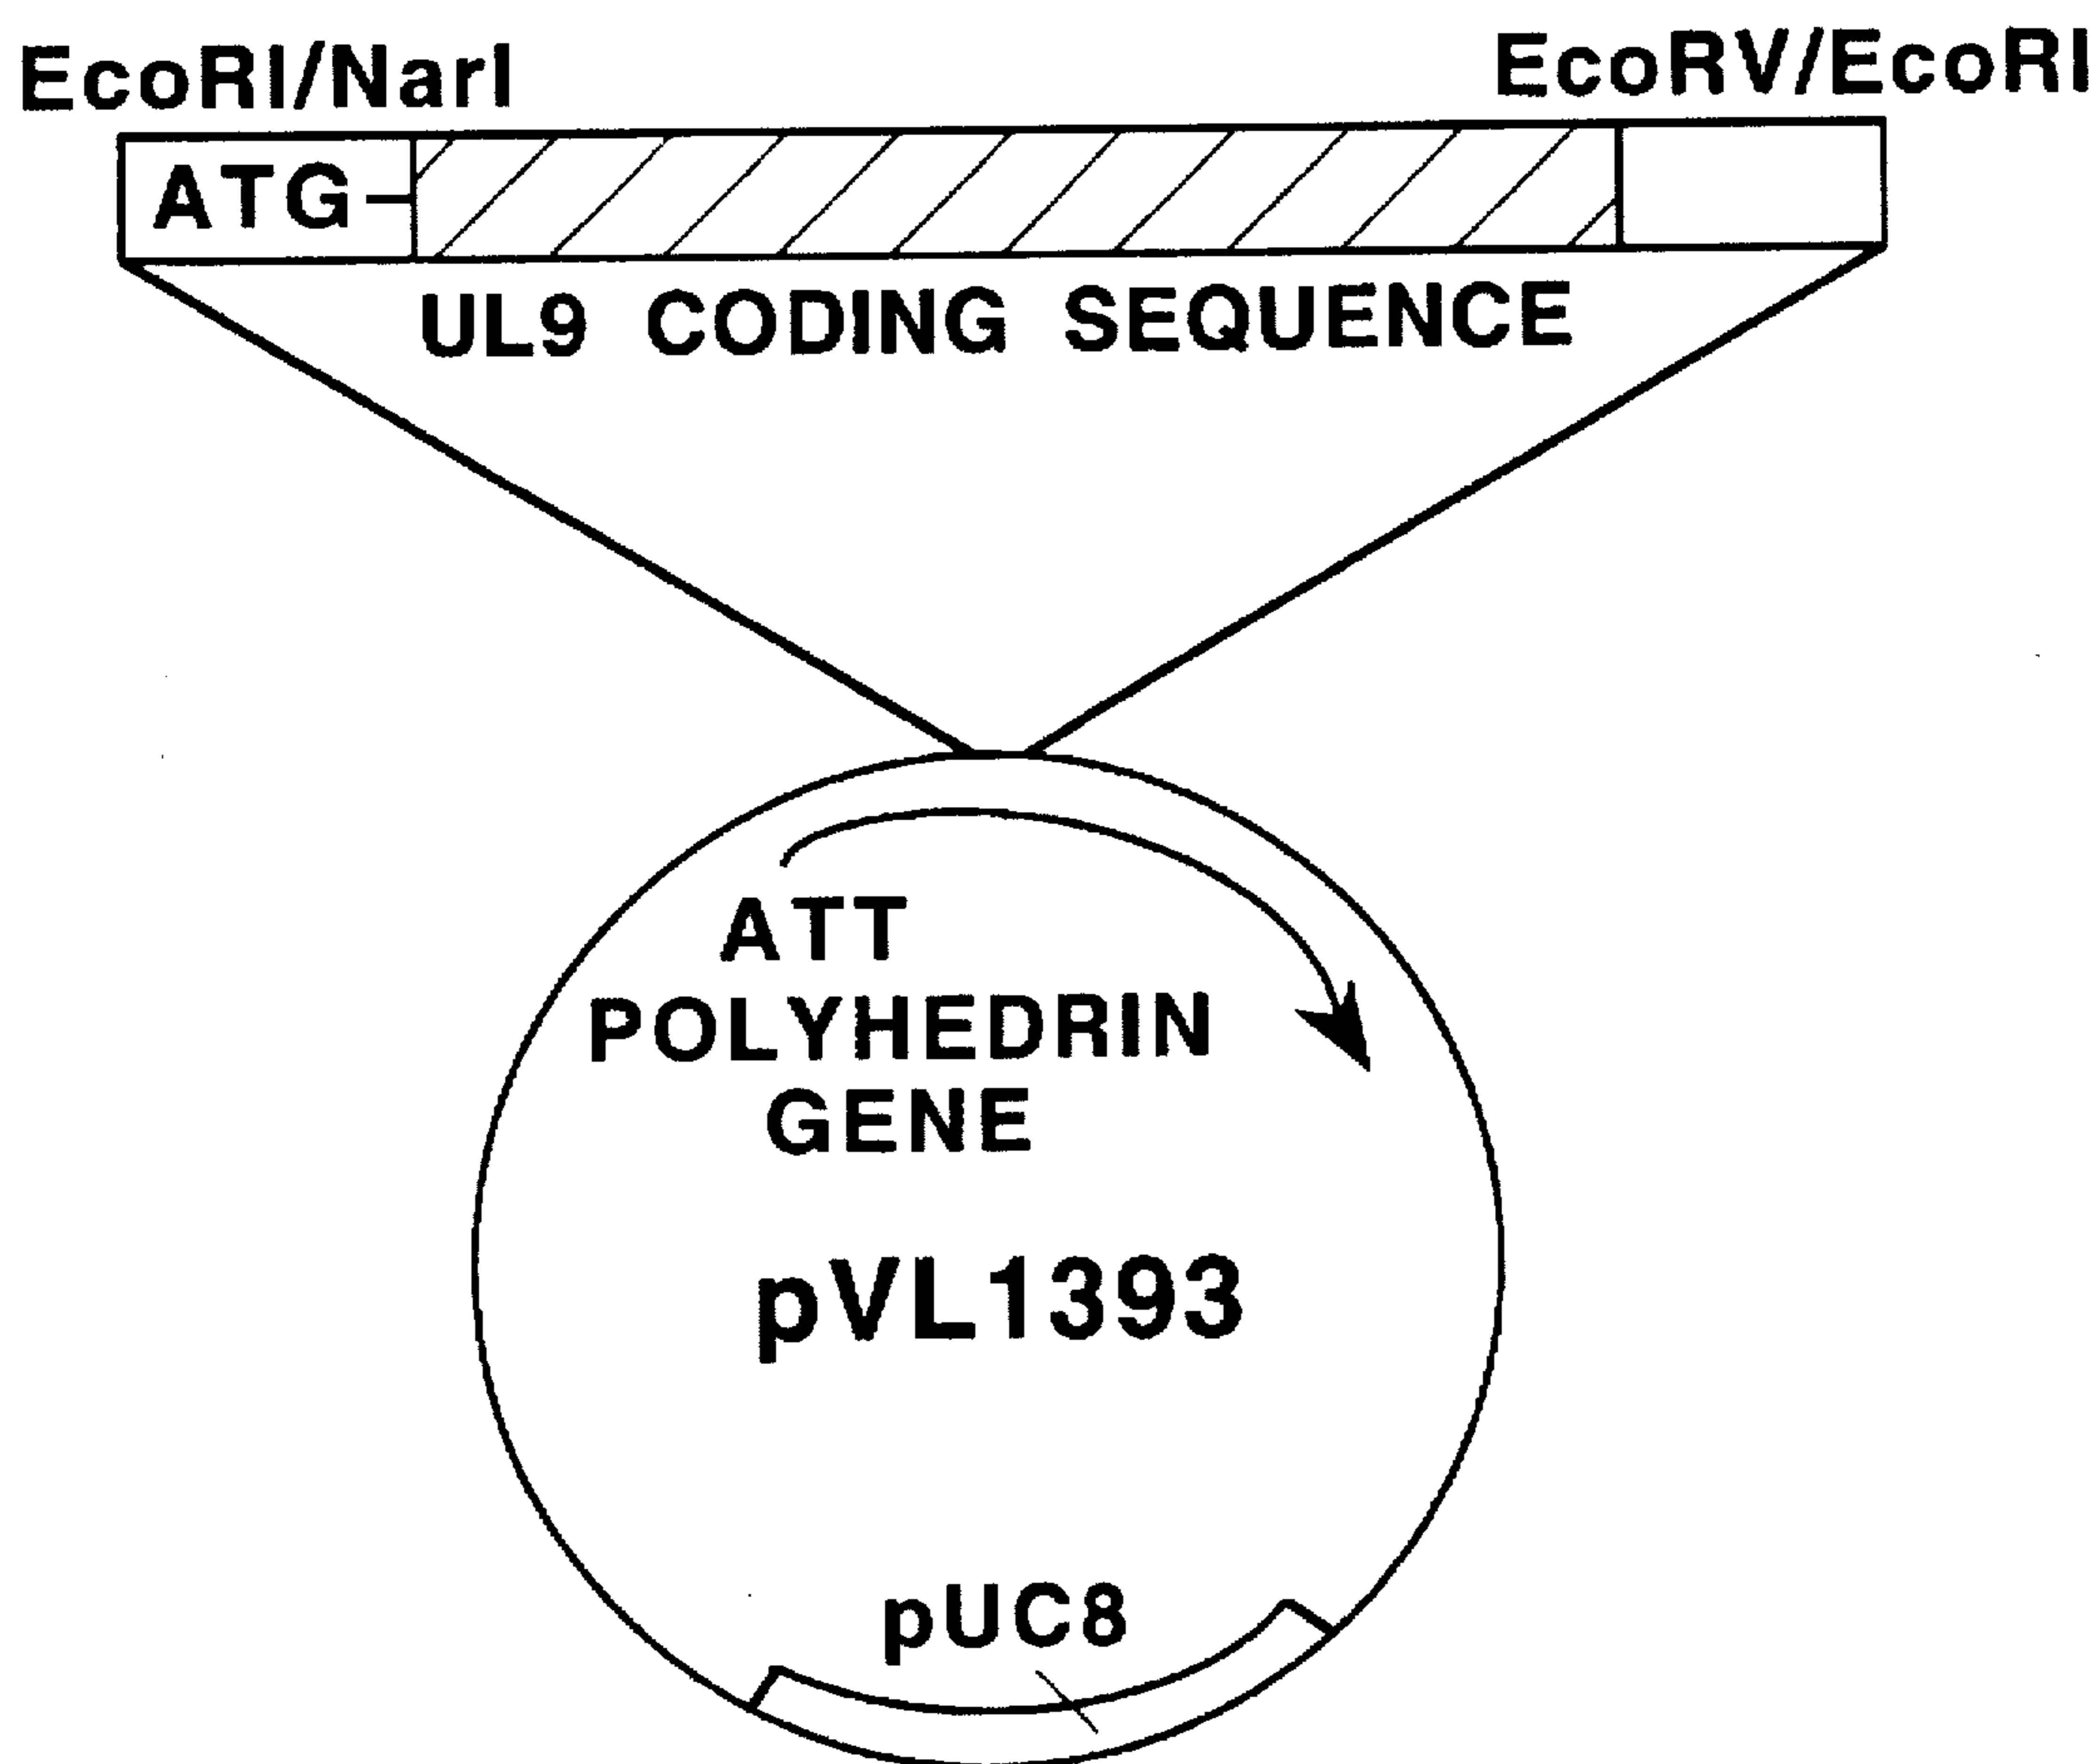 EcoRI/NarI EcoRV/EcoRI
ATG
UL9 CODING SEQUENCE
ATT
POLYHEDRIN
GENE
pVL1393
pUC8